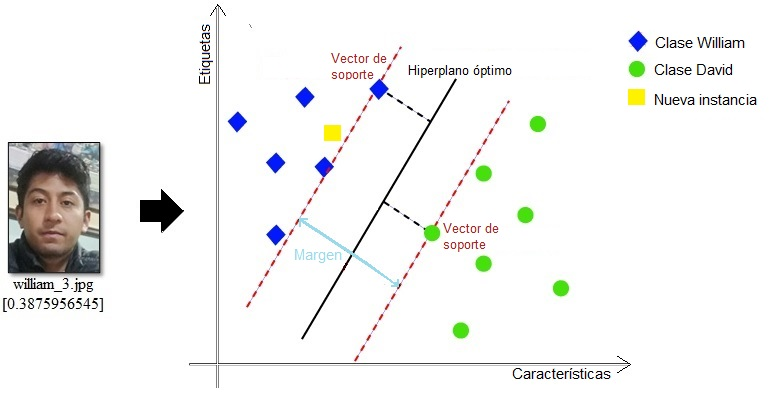 Etiquetas
Vector de
soporte
Hiperplano óptimo
Clase William
Clase David
Nueva instancia
Vector de
soporte
Margen
william_3.jpg
[0.3875956545]
Características